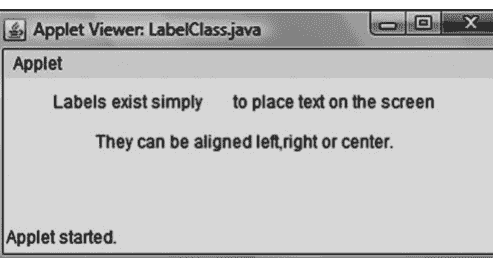 Applet Viewer: LabelClass.java
Applet
Labels exist simply to place text on the screen
They can be aligned left,right or center.
Applet started.